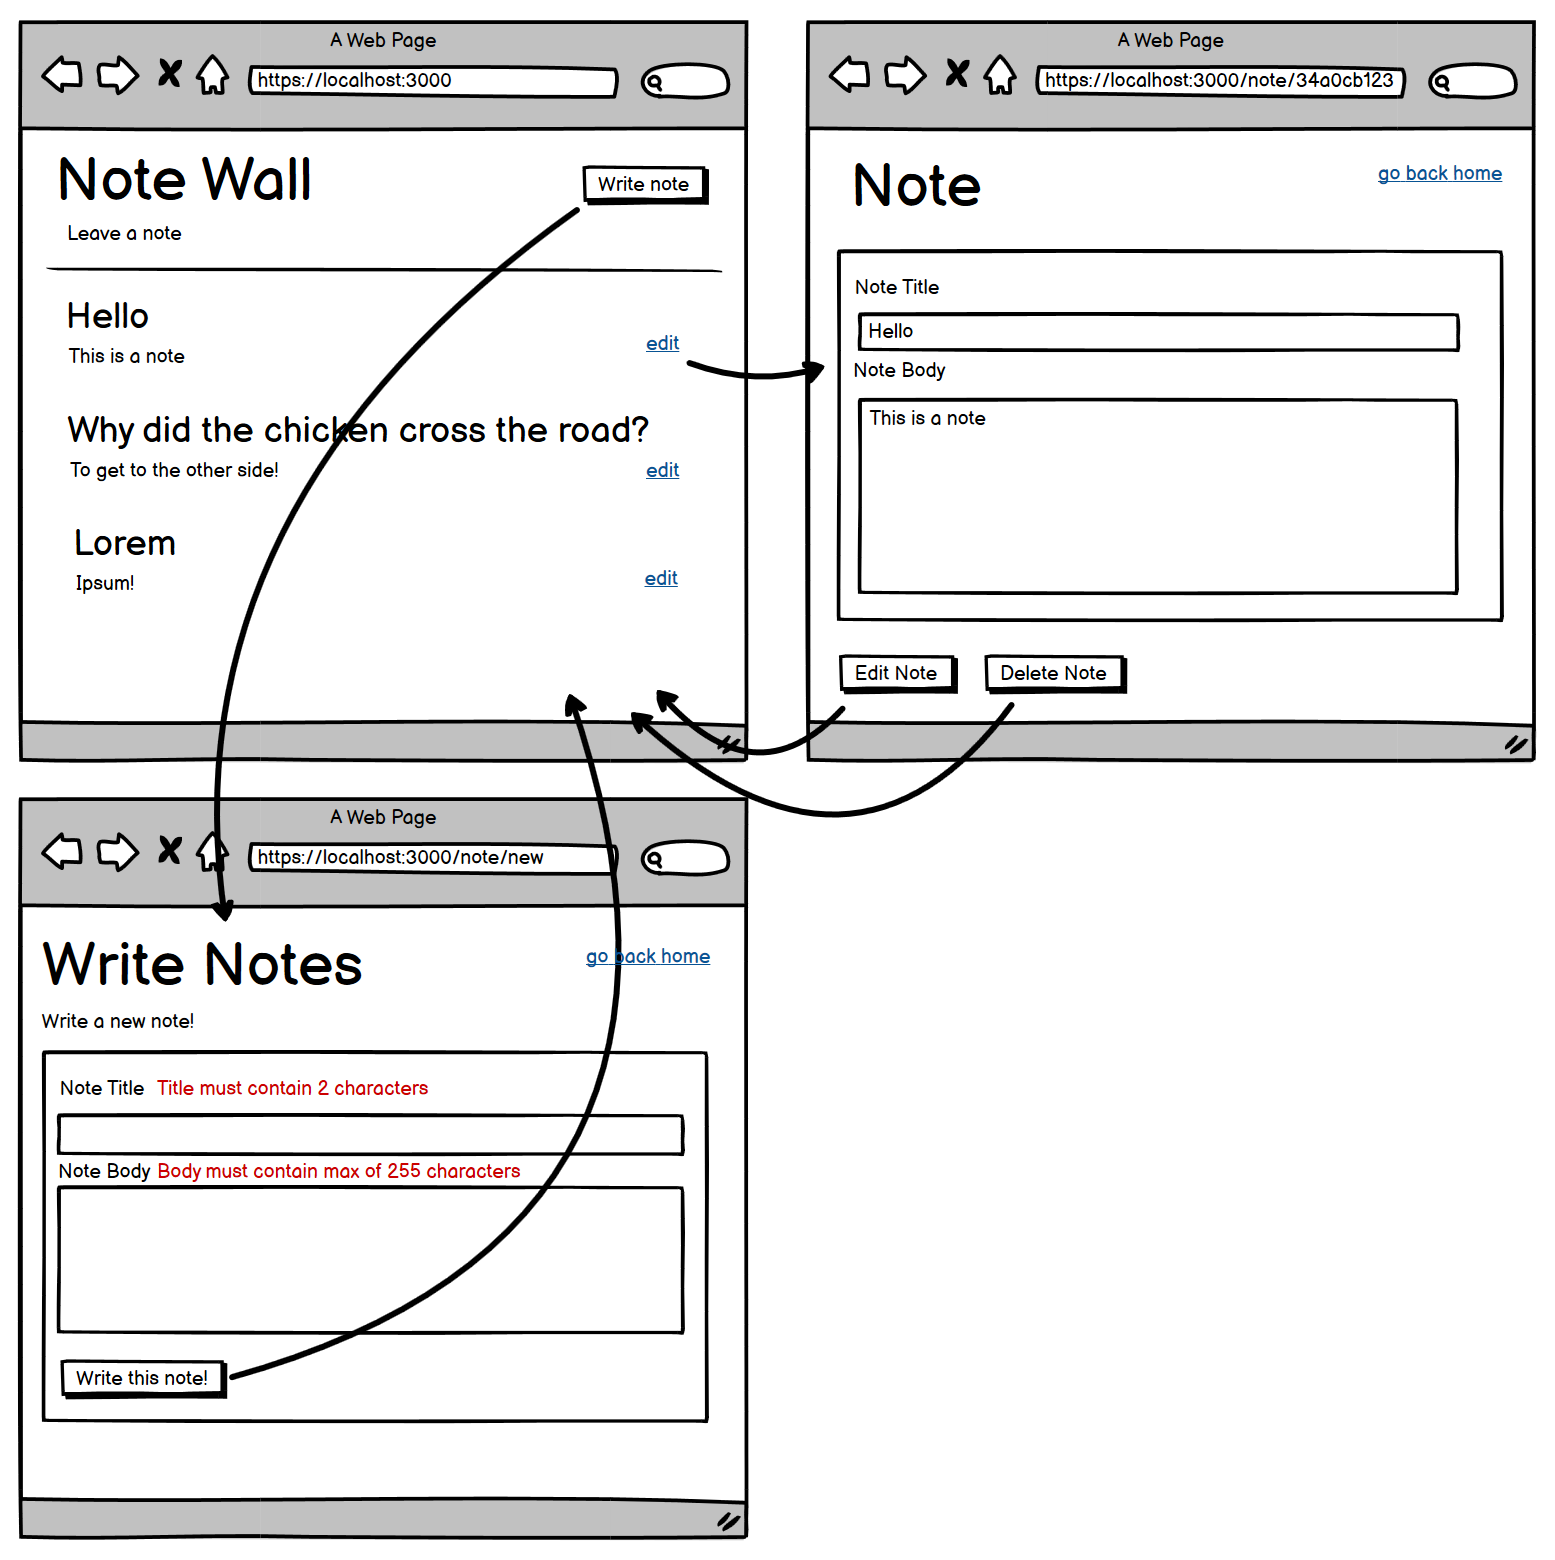 A Web Page
https://localhost:3000
Note Wall
Write note
Leave a note
Hello
This is a note
edit
Why did the chicken cross the road?
To get to the other side!
edit
Lorem
Ipsum!
edit
A Web Page
https://localhost:3000/note/34a0cb123
Note
go back home
Note Title
Hello
Note Body
This is a note
Edit Note
Delete Note
A Web Page
https://localhost:3000/note/new
Write Notes
go back home
Write a new note!
Note Title Title must contain 2 characters
Note Body Body must contain max of 255 characters
Write this note!